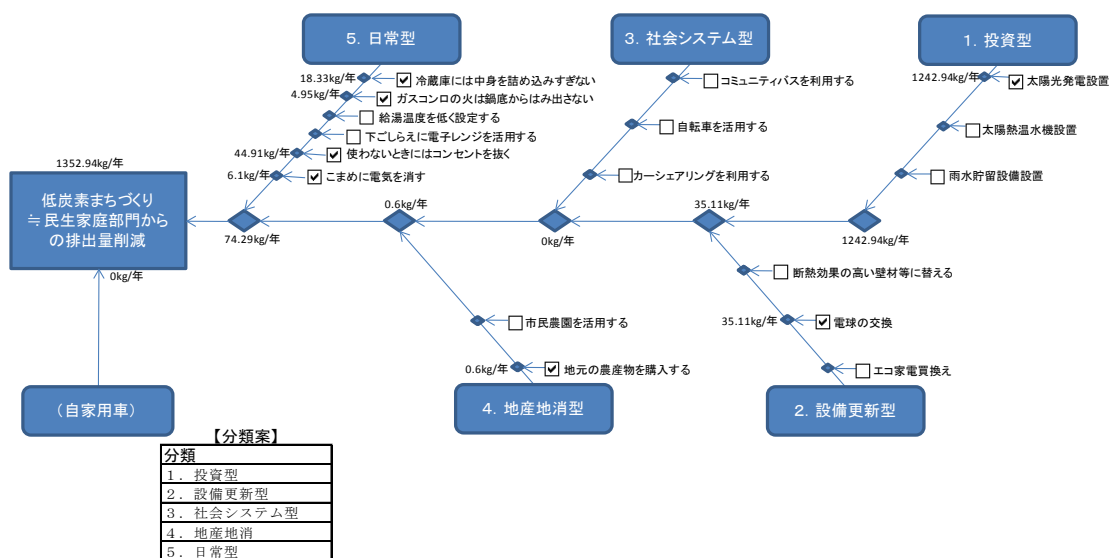 5．日常型
3．社会システム型
1．投資型
18.33kg/年
冷蔵庫には中身を詰め込みすぎない
4.95kg/年
ガスコンロの火は鍋底からはみ出さない
給湯温度を低く設定する
下ごしらえに電子レンジを活用する
44.91kg/年
使わないときにはコンセントを抜く
6.1kg/年
こまめに電気を消す
74.29kg/年
コミュニティバスを利用する
自転車を活用する
カーシェアリングを利用する
0kg/年
1242.94kg/年
太陽光発電設置
太陽熱温水機設置
雨水貯留設備設置
1242.94kg/年
1352.94kg/年
低炭素まちづくり
≒民生家庭部門から
の排出量削減
0kg/年
0.6kg/年
35.11kg/年
市民農園を活用する
0.6kg/年
地元の農産物を購入する
断熱効果の高い壁材等に替える
35.11kg/年
電球の交換
エコ家電買換え
（自家用車）
4．地産地消型
2．設備更新型
【分類案】
分類
１．投資型
２．設備更新型
３．社会システム型
４．地産地消
５．日常型